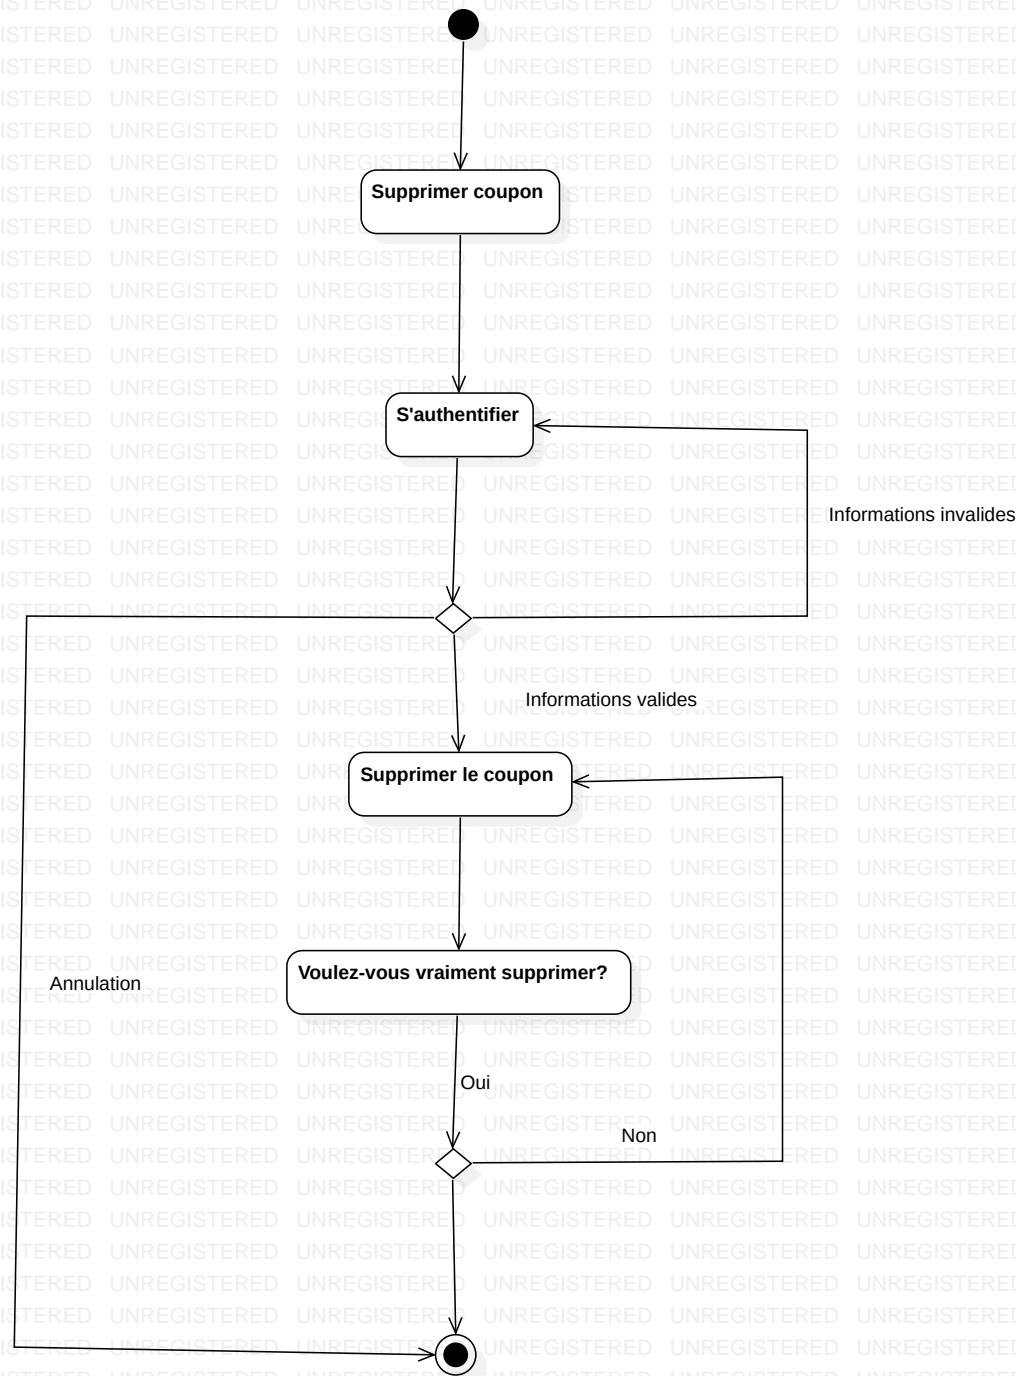 Supprimer coupon
S'authentifier
Informations invalides
Informations valides
Supprimer le coupon
Voulez-vous vraiment supprimer?
Annulation
Oui
Non